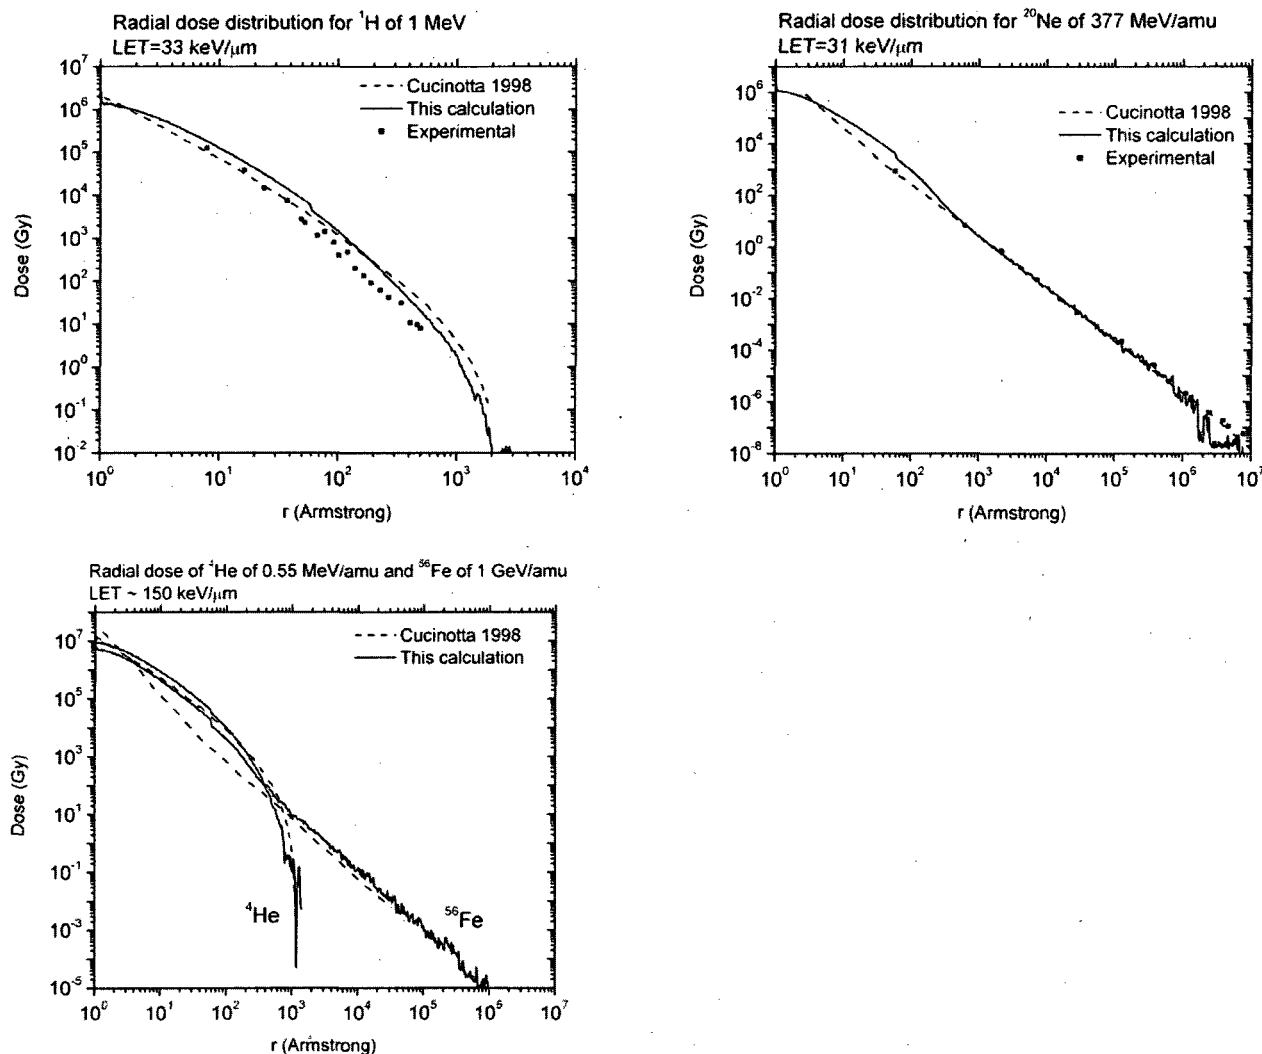 Radial dose distribution for ¹H of 1 MeV
LET=33 keV/μm
10⁷
10⁶
10⁵
10⁴
10³
10²
10¹
10⁰
10⁻¹
10⁻²
Dose (Gy)
Cucinotta 1998
This calculation
Experimental
10⁰ 10¹ 10² 10³ 10⁴
r (Armstrong)
Radial dose distribution for ²⁰Ne of 377 MeV/amu
LET=31 keV/μm
10⁶
10⁴
10²
10⁰
10⁻²
10⁻⁴
10⁻⁶
10⁻⁸
Dose (Gy)
Cucinotta 1998
This calculation
Experimental
10⁰ 10¹ 10² 10³ 10⁴ 10⁵ 10⁶ 10⁷
r (Armstrong)
Radial dose of ⁴He of 0.55 MeV/amu and ⁵⁶Fe of 1 GeV/amu
LET ~ 150 keV/μm
10⁷
10⁵
10³
10¹
10⁻¹
10⁻³
10⁻⁵
Dose (Gy)
Cucinotta 1998
This calculation
⁴He
⁵⁶Fe
10⁰ 10¹ 10² 10³ 10⁴ 10⁵ 10⁶ 10⁷
r (Armstrong)